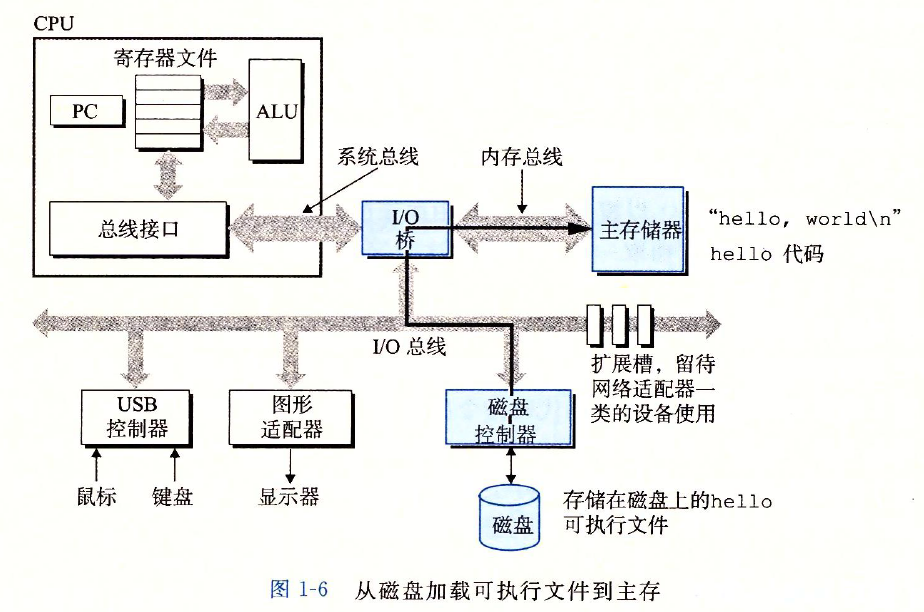 CPU
寄存器文件
PC
ALU
系统总线
内存总线
总线接口
I/O
桥
主存储器
“hello, world\n”
hello 代码
I/O 总线
扩展槽，留待
网络适配器一
类的设备使用
USB
控制器
图形
适配器
磁盘
控制器
鼠标
键盘
显示器
磁盘
存储在磁盘上的hello
可执行文件
图 1-6 从磁盘加载可执行文件到主存